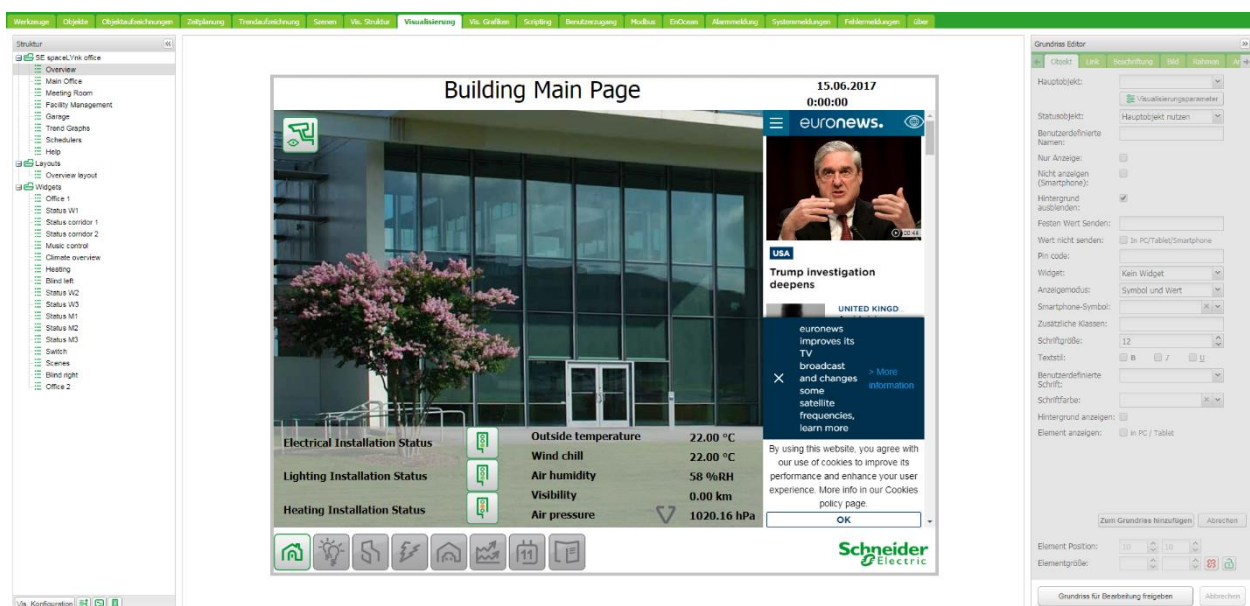 Werkzeuge Objekte Objektaufzeichnungen Zeitplanung Trendaufzeichnung Szenen Vis. Struktur Visualisierung Vis. Grafiken Scripting Benutzerzugang Modbus EnOcean Alarmmeldung Systemmeldungen Fehlermeldungen über
Struktur
SE spaceLYnk office
Overview
Main Office
Meeting Room
Facility Management
Garage
Trend Graphs
Schedulers
Help
Layouts
Overview layout
Widgets
Office 1
Status W1
Status corridor 1
Status corridor 2
Music control
Climate overview
Heating
Blind left
Status W2
Status W3
Status M1
Status M2
Status M3
Switch
Scenes
Blind right
Office 2
Vis. Konfiguration
Building Main Page
15.06.2017
0:00:00
euronews.
00:44
USA
Trump investigation
deepens
UNITED KINGD
euronews
improves its
TV
broadcast
and changes
some
satellite
frequencies,
learn more
> More
information
By using this website, you agree with
our use of cookies to improve its
performance and enhance your user
experience. More info in our Cookies
policy page.
OK
Electrical Installation Status
Lighting Installation Status
Heating Installation Status
Outside temperature 22.00 °C
Wind chill 22.00 °C
Air humidity 58 %RH
Visibility 0.00 km
Air pressure 1020.16 hPa
11
Schneider
Electric
Grundriss Editor
Objekt Link Beschriftung Bild Rahmen
Hauptobjekt:
Visualisierungsparameter
Statusobjekt: Hauptobjekt nutzen
Benutzerdefinierte
Namen:
Nur Anzeige:
Nicht anzeigen
(Smartphone):
Hintergrund
ausblenden:
Festen Wert Senden:
Wert nicht senden: In PC/Tablet/Smartphone
Pin code:
Widget: Kein Widget
Anzeigemodus: Symbol und Wert
Smartphone-Symbol:
Zusätzliche Klassen:
Schriftgröße: 12
Textstil: B I U
Benutzerdefinierte
Schrift:
Schriftfarbe:
Hintergrund anzeigen:
Element anzeigen: in PC / Tablet
Zum Grundriss hinzufügen Abrechen
Element Position: 10 10
Elementgröße:
Grundriss für Bearbeitung freigeben Abbrechen